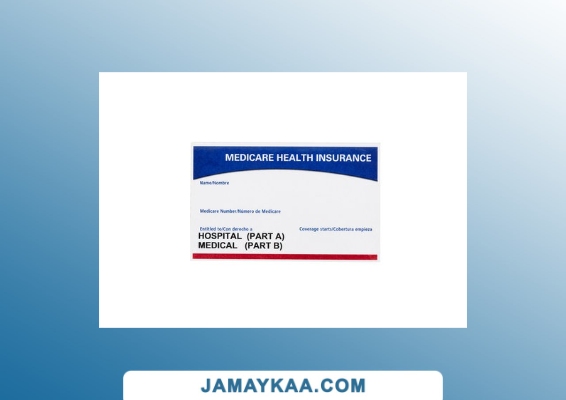 MEDICARE HEALTH INSURANCE
Name/Nombre
Medicare Number/Número de Medicare
Entitled to/Con derecho a
Coverage starts/Cobertura empieza
HOSPITAL (PART A)
MEDICAL (PART B)
JAMAYKAA.COM